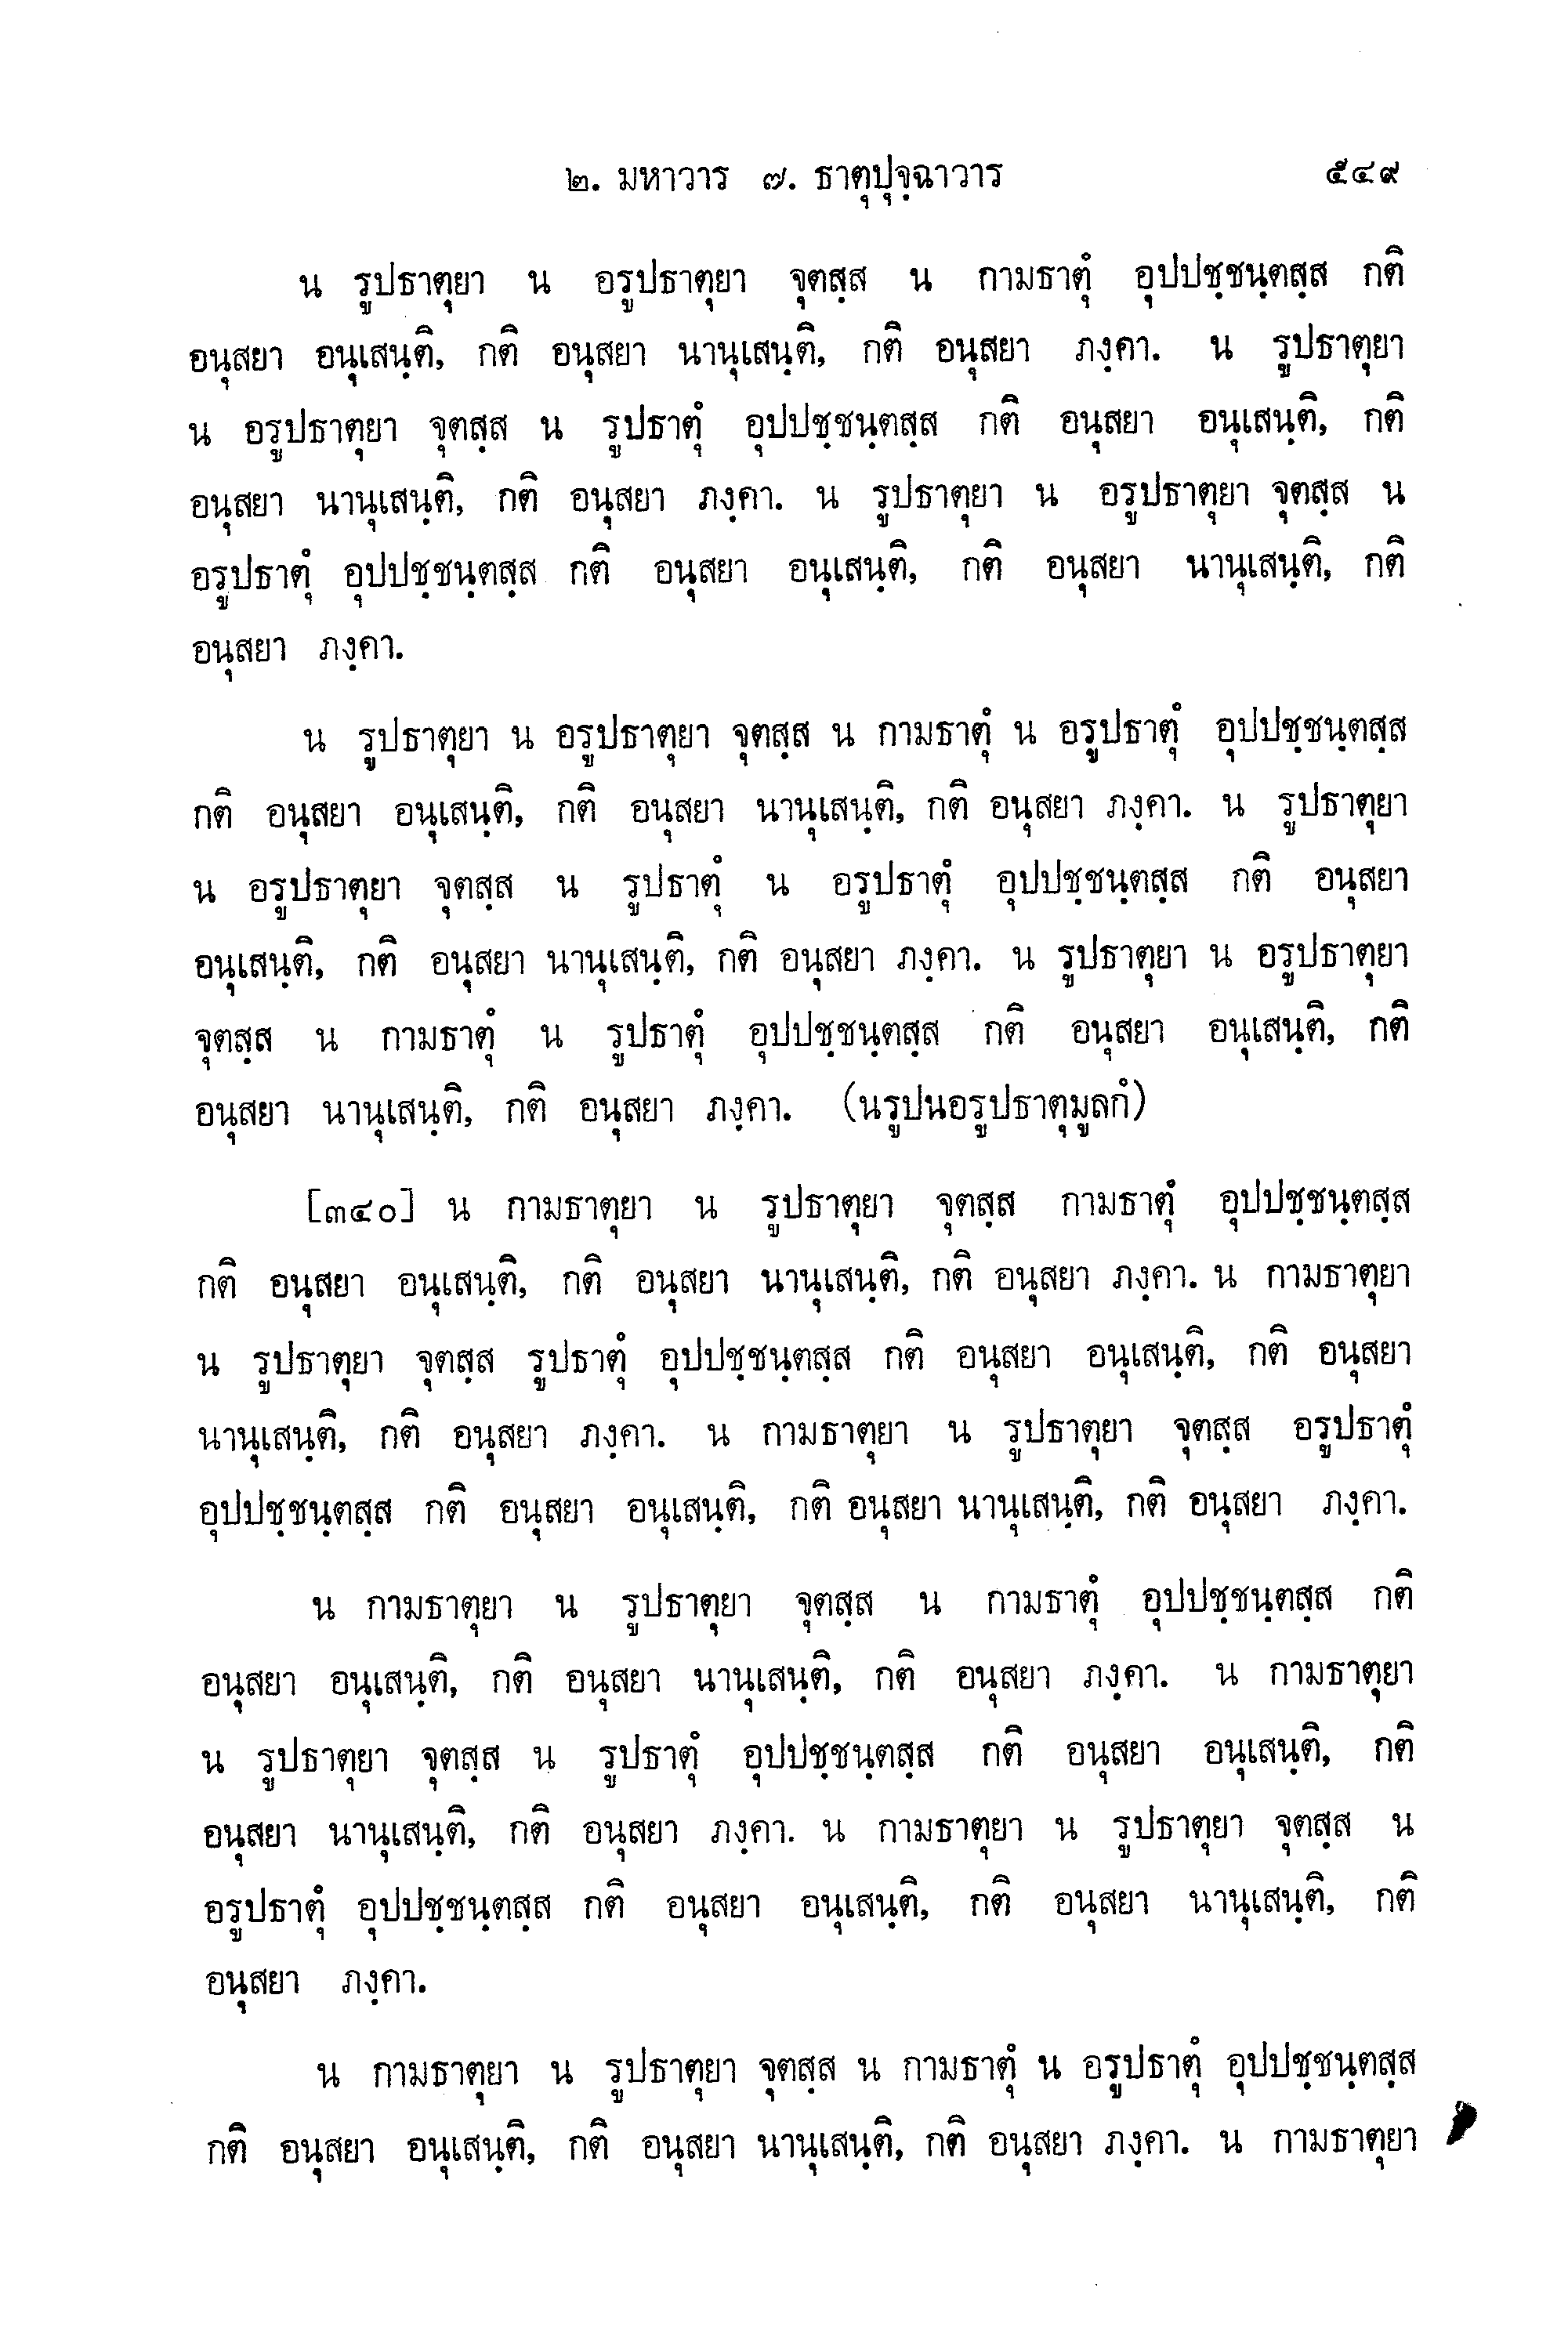 ๒. มหาวาร ๗. ธาตุปุจฺฉาวาร ๕๔๙
น รูปธาตุยา น อรูปธาตุยา จุตสฺส น กามธาตุํ อุปปชฺชนฺตสฺส กติ
อนุสยา อนุเสนฺติ, กติ อนุสยา นานุเสนฺติ, กติ อนุสยา ภงฺคา. น รูปธาตุยา
น อรูปธาตุยา จุตสฺส น รูปธาตุํ อุปปชฺชนฺตสฺส กติ อนุสยา อนุเสนฺติ, กติ
อนุสยา นานุเสนฺติ, กติ อนุสยา ภงฺคา. น รูปธาตุยา น อรูปธาตุยา จุตสฺส น
อรูปธาตุํ อุปปชฺชนฺตสฺส กติ อนุสยา อนุเสนฺติ, กติ อนุสยา นานุเสนฺติ, กติ
อนุสยา ภงฺคา.
น รูปธาตุยา น อรูปธาตุยา จุตสฺส น กามธาตุํ น อรูปธาตุํ อุปปชฺชนฺตสฺส
กติ อนุสยา อนุเสนฺติ, กติ อนุสยา นานุเสนฺติ, กติ อนุสยา ภงฺคา. น รูปธาตุยา
น อรูปธาตุยา จุตสฺส น รูปธาตุํ น อรูปธาตุํ อุปปชฺชนฺตสฺส กติ อนุสยา
อนุเสนฺติ, กติ อนุสยา นานุเสนฺติ, กติ อนุสยา ภงฺคา. น รูปธาตุยา น อรูปธาตุยา
จุตสฺส น กามธาตุํ น รูปธาตุํ อุปปชฺชนฺตสฺส กติ อนุสยา อนุเสนฺติ, กติ
อนุสยา นานุเสนฺติ, กติ อนุสยา ภงฺคา. (นรูปนอรูปธาตุมูลกํ)
[๓๔๐] น กามธาตุยา น รูปธาตุยา จุตสฺส กามธาตุํ อุปปชฺชนฺตสฺส
กติ อนุสยา อนุเสนฺติ, กติ อนุสยา นานุเสนฺติ, กติ อนุสยา ภงฺคา. น กามธาตุยา
น รูปธาตุยา จุตสฺส รูปธาตุํ อุปปชฺชนฺตสฺส กติ อนุสยา อนุเสนฺติ, กติ อนุสยา
นานุเสนฺติ, กติ อนุสยา ภงฺคา. น กามธาตุยา น รูปธาตุยา จุตสฺส อรูปธาตุํ
อุปปชฺชนฺตสฺส กติ อนุสยา อนุเสนฺติ, กติ อนุสยา นานุเสนฺติ, กติ อนุสยา ภงฺคา.
น กามธาตุยา น รูปธาตุยา จุตสฺส น กามธาตุํ อุปปชฺชนฺตสฺส กติ
อนุสยา อนุเสนฺติ, กติ อนุสยา นานุเสนฺติ, กติ อนุสยา ภงฺคา. น กามธาตุยา
น รูปธาตุยา จุตสฺส น รูปธาตุํ อุปปชฺชนฺตสฺส กติ อนุสยา อนุเสนฺติ, กติ
อนุสยา นานุเสนฺติ, กติ อนุสยา ภงฺคา. น กามธาตุยา น รูปธาตุยา จุตสฺส น
อรูปธาตุํ อุปปชฺชนฺตสฺส กติ อนุสยา อนุเสนฺติ, กติ อนุสยา นานุเสนฺติ, กติ
อนุสยา ภงฺคา.
น กามธาตุยา น รูปธาตุยา จุตสฺส น กามธาตุํ น อรูปธาตุํ อุปปชฺชนฺตสฺส
กติ อนุสยา อนุเสนฺติ, กติ อนุสยา นานุเสนฺติ, กติ อนุสยา ภงฺคา. น กามธาตุยา